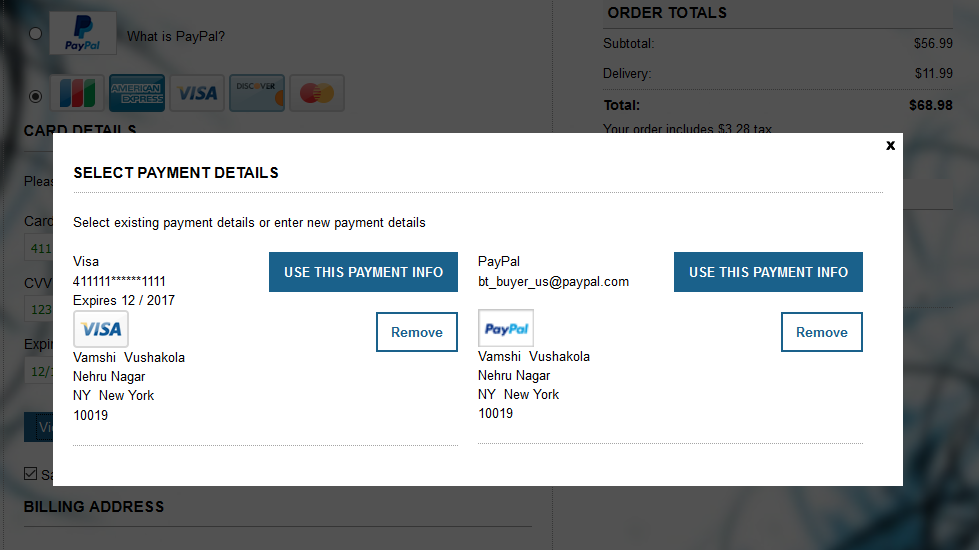 PayPal
What is PayPal?
AMERICAN EXPRESS
VISA
DISCOVER
CARD DETAILS
ORDER TOTALS
Subtotal: $56.99
Delivery: $11.99
Total: $68.98
Your order includes $3.28 tax
x
SELECT PAYMENT DETAILS
Select existing payment details or enter new payment details
Visa
411111******1111
Expires 12 / 2017
USE THIS PAYMENT INFO
VISA
Remove
Vamshi Vushakola
Nehru Nagar
NY New York
10019
PayPal
bt_buyer_us@paypal.com
USE THIS PAYMENT INFO
PayPal
Remove
Vamshi Vushakola
Nehru Nagar
NY New York
10019
Card
411
CVV
123
12/
BILLING ADDRESS